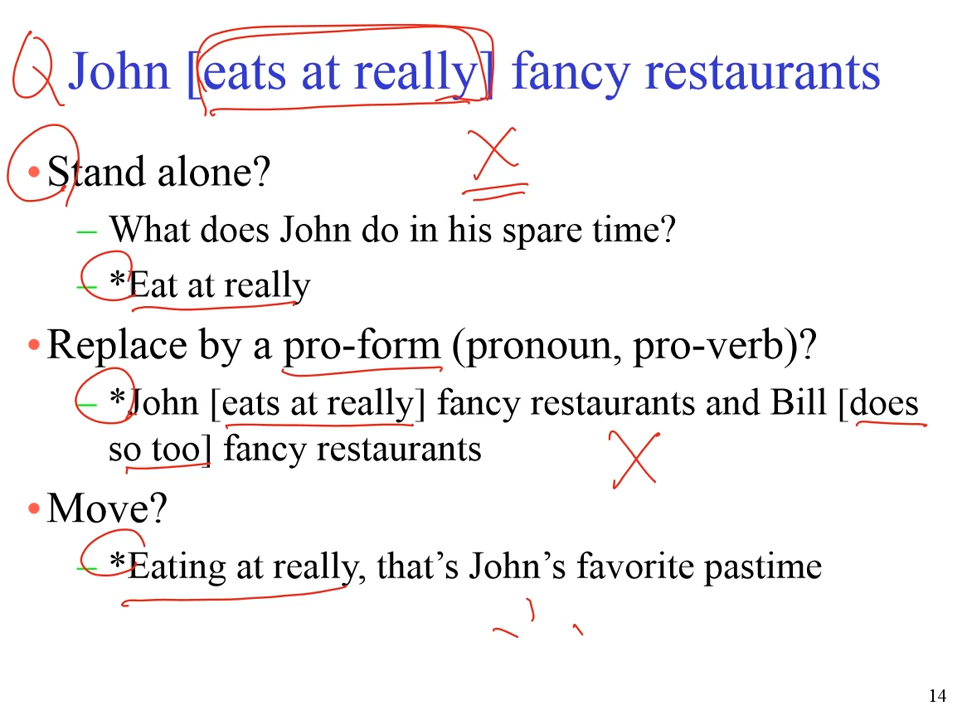 Q John [eats at really] fancy restaurants
• Stand alone?
X
– What does John do in his spare time?
– *Eat at really
• Replace by a pro-form (pronoun, pro-verb)?
– *John [eats at really] fancy restaurants and Bill [does
so too] fancy restaurants
X
• Move?
– *Eating at really, that’s John’s favorite pastime
14